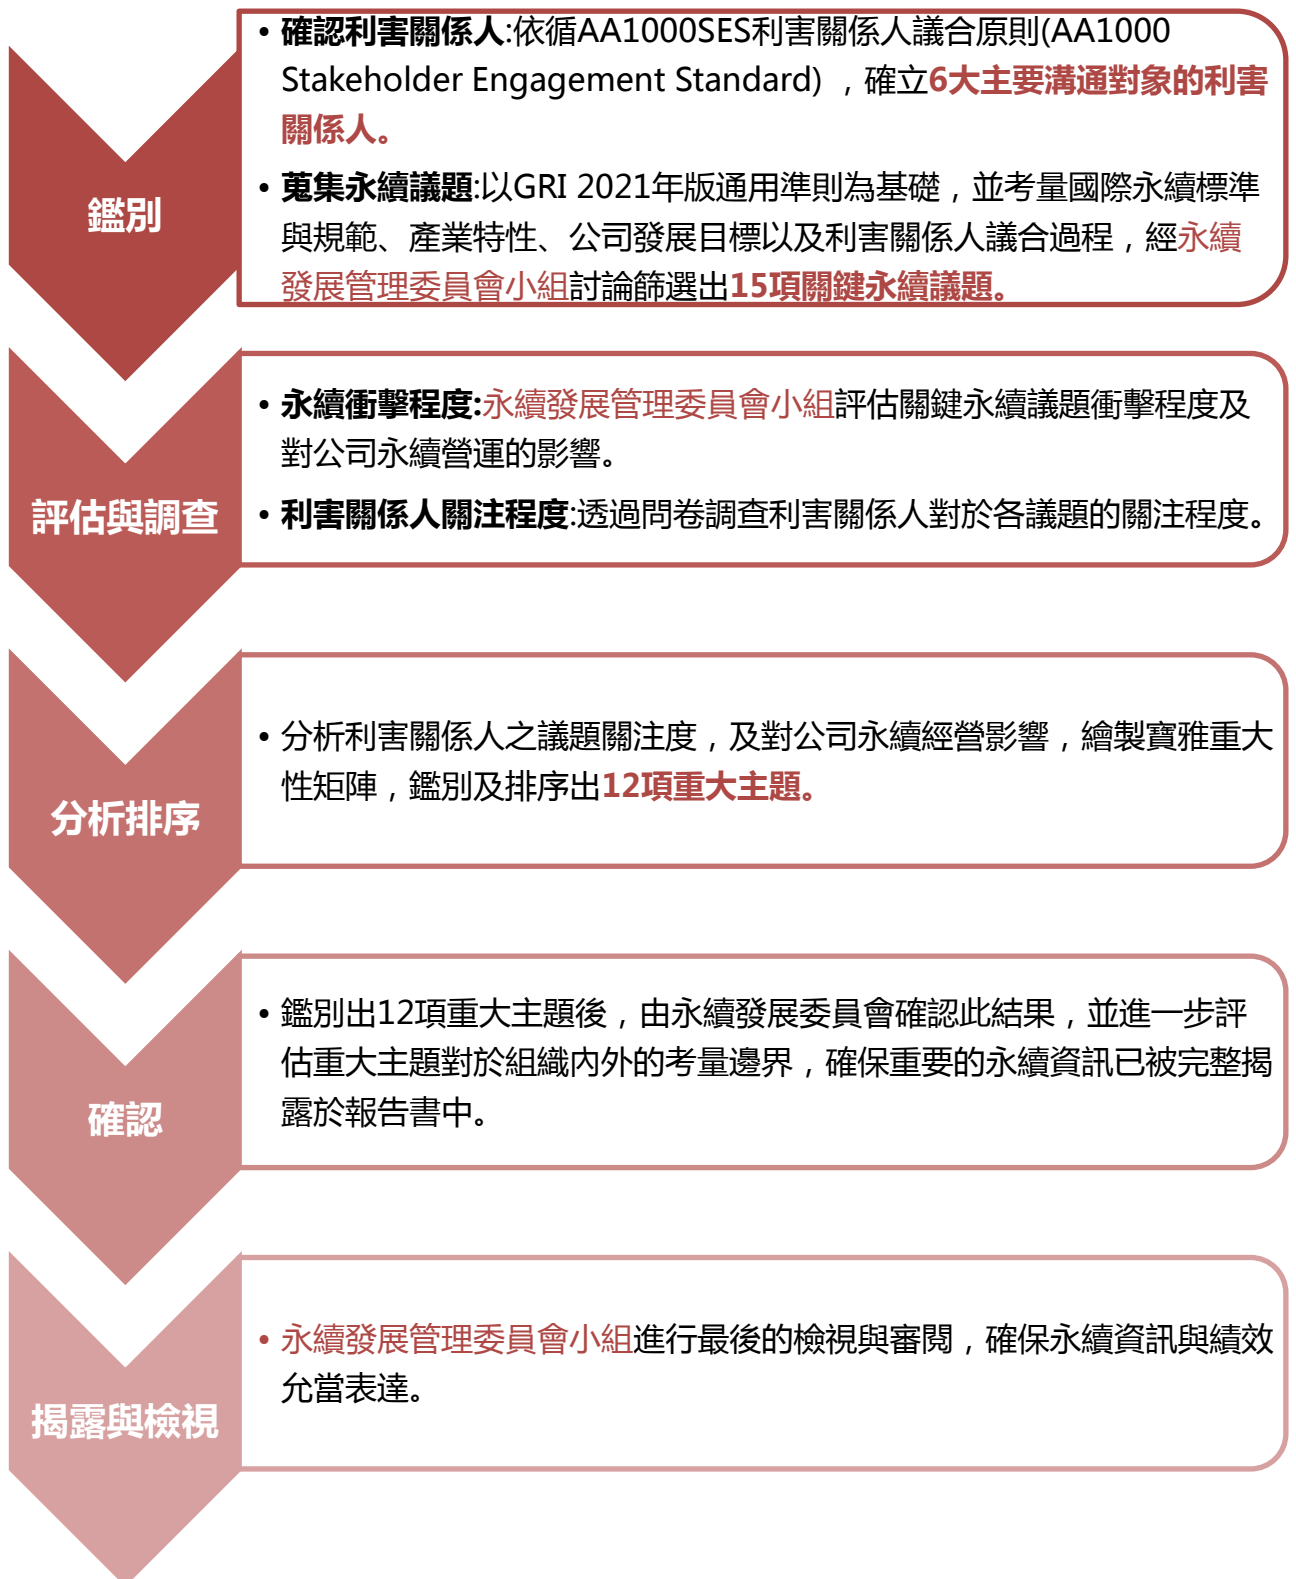 鑑別
• 確認利害關係人:依循AA1000SES利害關係人議合原則(AA1000
Stakeholder Engagement Standard) ，確立6大主要溝通對象的利害
關係人。
• 蒐集永續議題:以GRI 2021年版通用準則為基礎，並考量國際永續標準
與規範、產業特性、公司發展目標以及利害關係人議合過程，經永續
發展管理委員會小組討論篩選出15項關鍵永續議題。
評估與調查
• 永續衝擊程度:永續發展管理委員會小組評估關鍵永續議題衝擊程度及
對公司永續營運的影響。
• 利害關係人關注程度:透過問卷調查利害關係人對於各議題的關注程度。
分析排序
• 分析利害關係人之議題關注度，及對公司永續經營影響，繪製寶雅重大
性矩陣，鑑別及排序出12項重大主題。
確認
• 鑑別出12項重大主題後，由永續發展委員會確認此結果，並進一步評
估重大主題對於組織內外的考量邊界，確保重要的永續資訊已被完整揭
露於報告書中。
揭露與檢視
• 永續發展管理委員會小組進行最後的檢視與審閱，確保永續資訊與績效
允當表達。